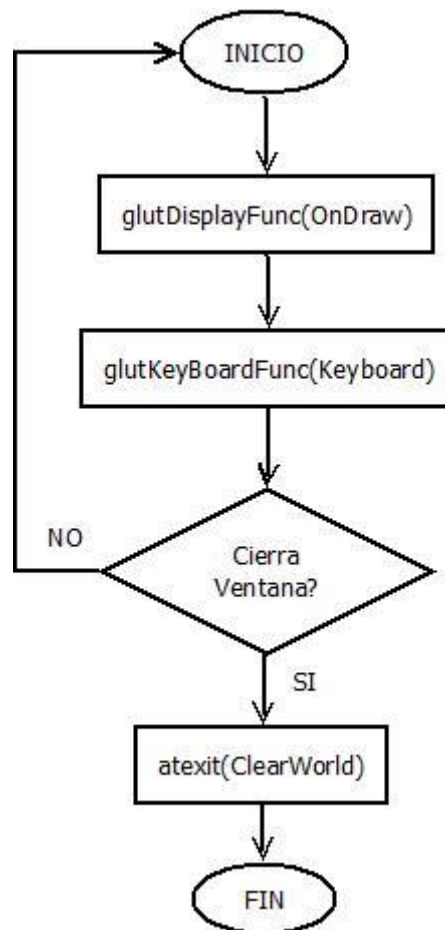 INICIO
glutDisplayFunc(OnDraw)
glutKeyBoardFunc(Keyboard)
NO
Cierra
Ventana?
SI
atexit(ClearWorld)
FIN